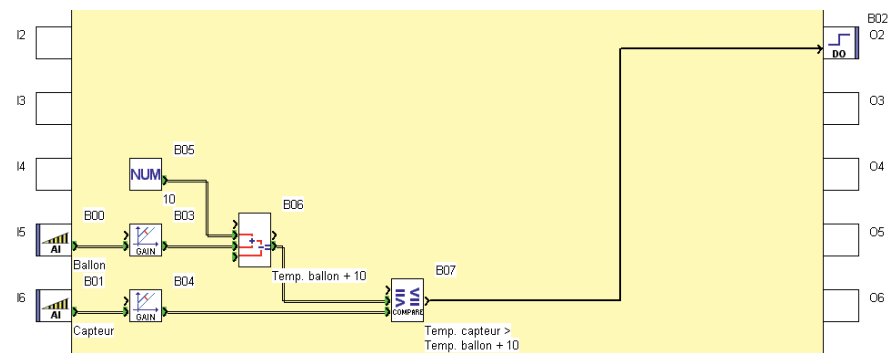 B02
I2
O2
DO
I3
O3
B05
I4
NUM
O4
10
B06
B00
B03
I5
AI
GAIN
O5
Ballon
Temp. ballon + 10
B07
B01
B04
I6
AI
GAIN
COMPARE
O6
Capteur
Temp. capteur >
Temp. ballon + 10